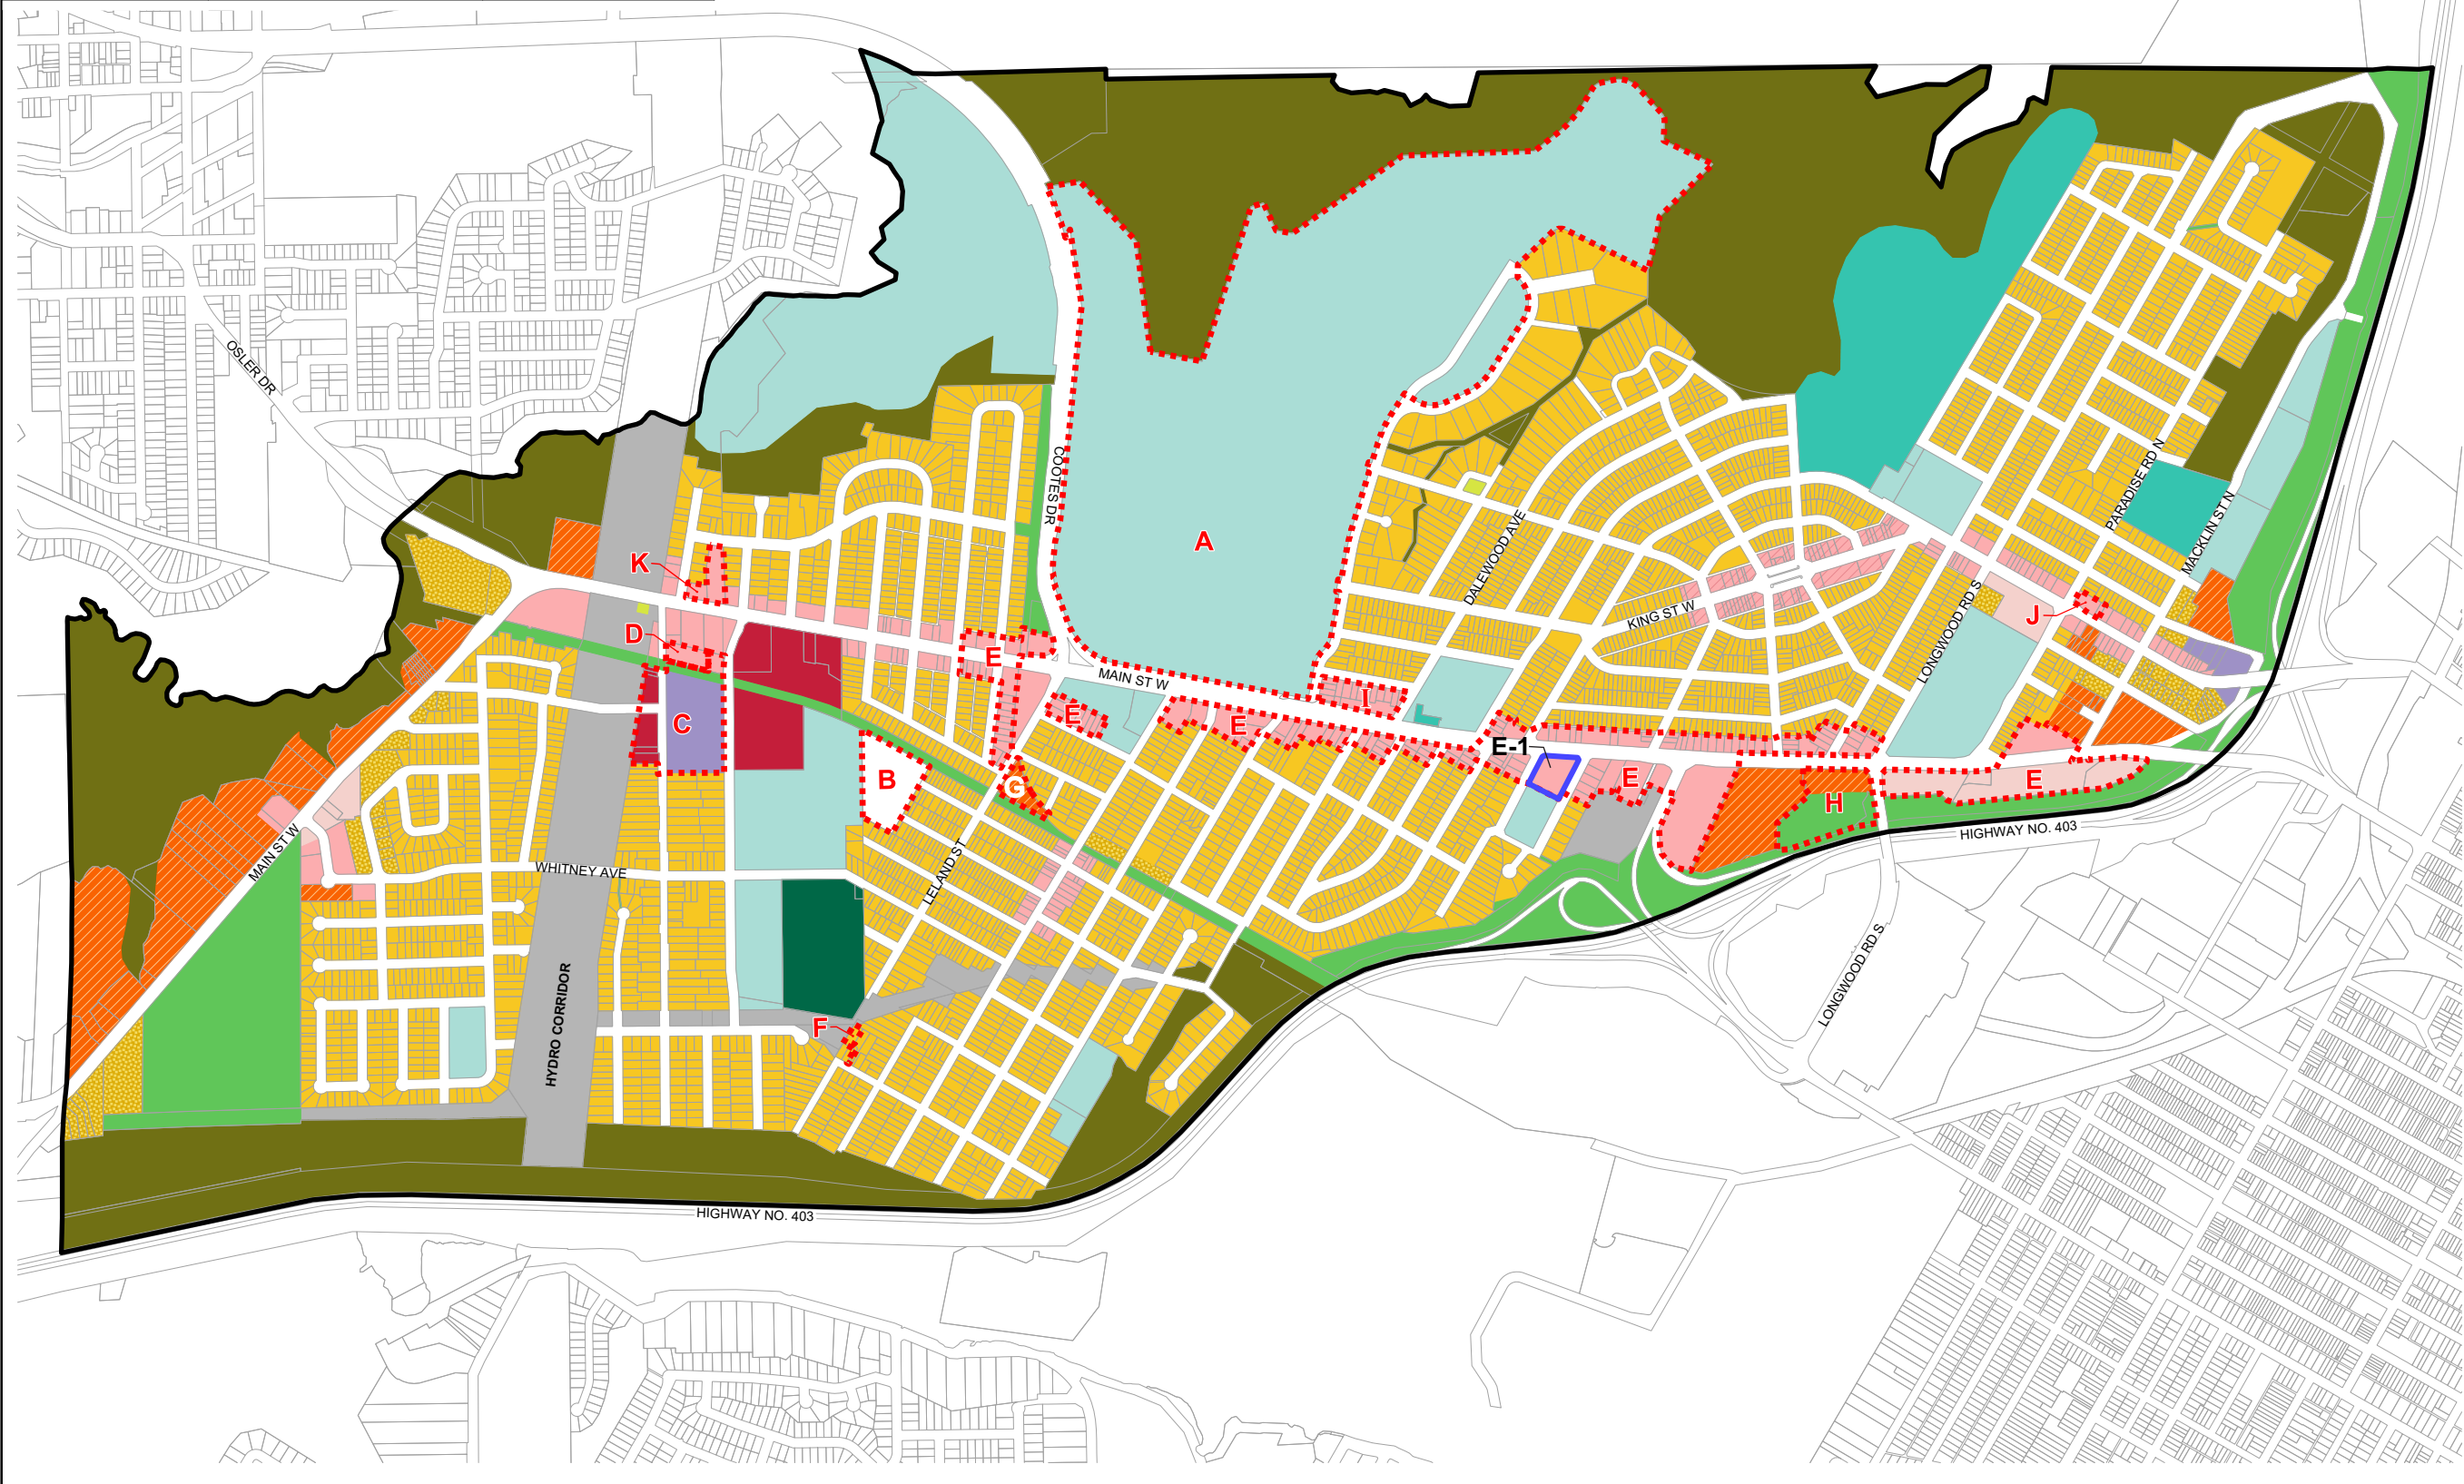 OSLER DR
COOTES DR
A
PARADISE RD N
MACKLIN ST N
DALEWOOD AVE
K
KING ST W
J
D
LONGWOOD RD S
E
MAIN ST W
I
E
C
E
E-1
B
E
E
G
H
HIGHWAY NO. 403
MAIN ST W
WHITNEY AVE
LELAND ST
LONGWOOD RD S
HYDRO CORRIDOR
F
HIGHWAY NO. 403